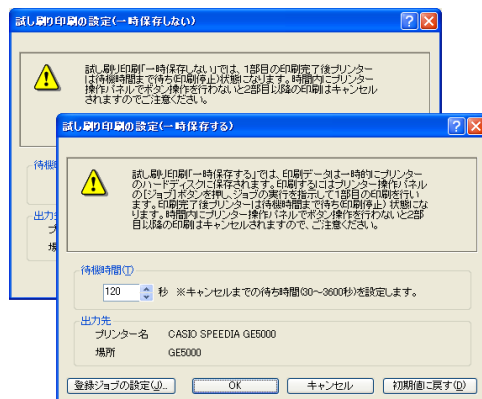 試し刷り印刷の設定(一時保存しない)
試し刷り印刷「一時保存しない」では、1部目の印刷完了後プリンター
は待機時間まで待ち(印刷停止)状態になります。時間内にプリンター
操作パネルでボタン操作を行わないと2部目以降の印刷はキャンセル
されますのでご注意ください。
待機
出力
試し刷り印刷の設定(一時保存する)
試し刷り印刷「一時保存する」では、印刷データは一時的にプリンター
のハードディスクに保存されます。印刷するにはプリンター操作パネル
の[ジョブ]ボタンを押し、ジョブの実行を指示して1部目の印刷を行い
ます。印刷完了後プリンターは待機時間まで待ち(印刷停止) 状態にな
ります。時間内にプリンター操作パネルでボタン操作を行わないと2部
目以降の印刷はキャンセルされますので、ご注意ください。
待機時間(T)
120 秒 ※キャンセルまでの待ち時間(30～3600秒)を設定します。
出力先
プリンター名 CASIO SPEEDIA GE5000
場所 GE5000
登録ジョブの設定(J)... OK キャンセル 初期値に戻す(D)